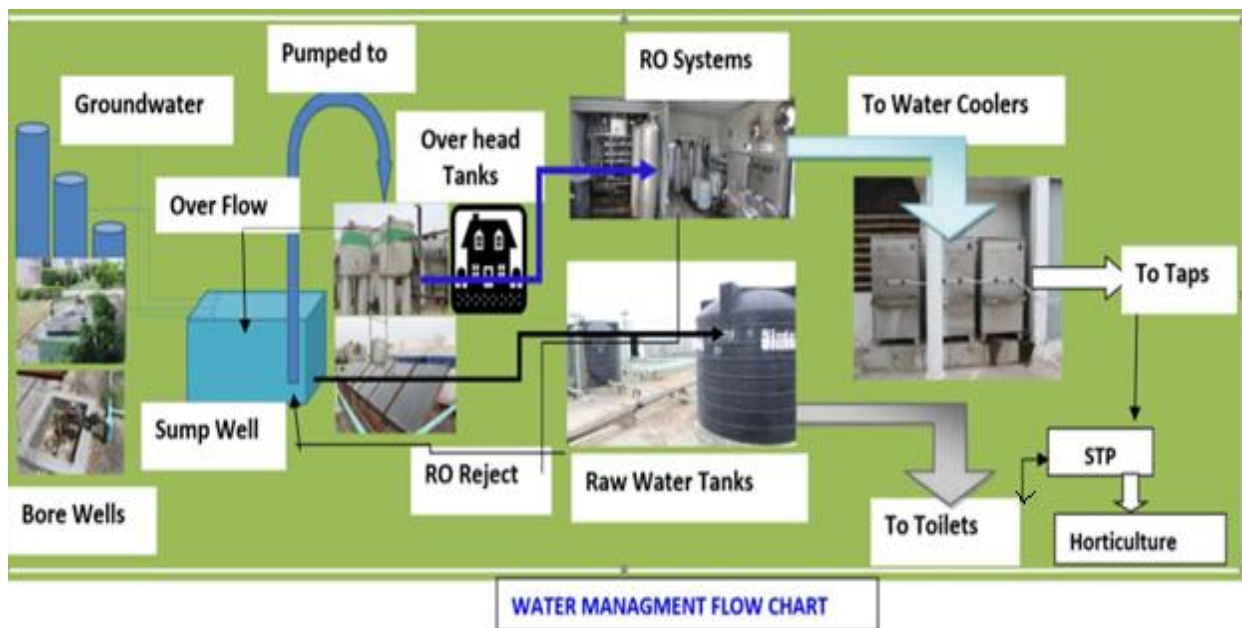 Pumped to
RO Systems
Groundwater
To Water Coolers
Over head
Tanks
Over Flow
To Taps
Sump Well
RO Reject
Raw Water Tanks
STP
Bore Wells
To Toilets
Horticulture
WATER MANAGMENT FLOW CHART